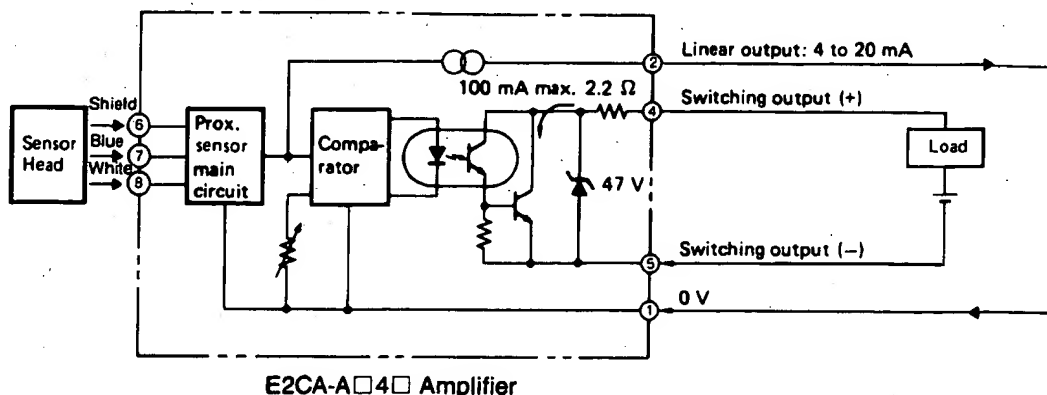 Linear output: 4 to 20 mA
②
100 mA max. 2.2 Ω
④
Switching output (+)
Sensor
Head
Shield
Blue
White
⑥
⑦
⑧
Prox.
sensor
main
circuit
Compa-
rator
47 V
Load
Switching output (−)
⑤
0 V
①
E2CA-A□4□ Amplifier